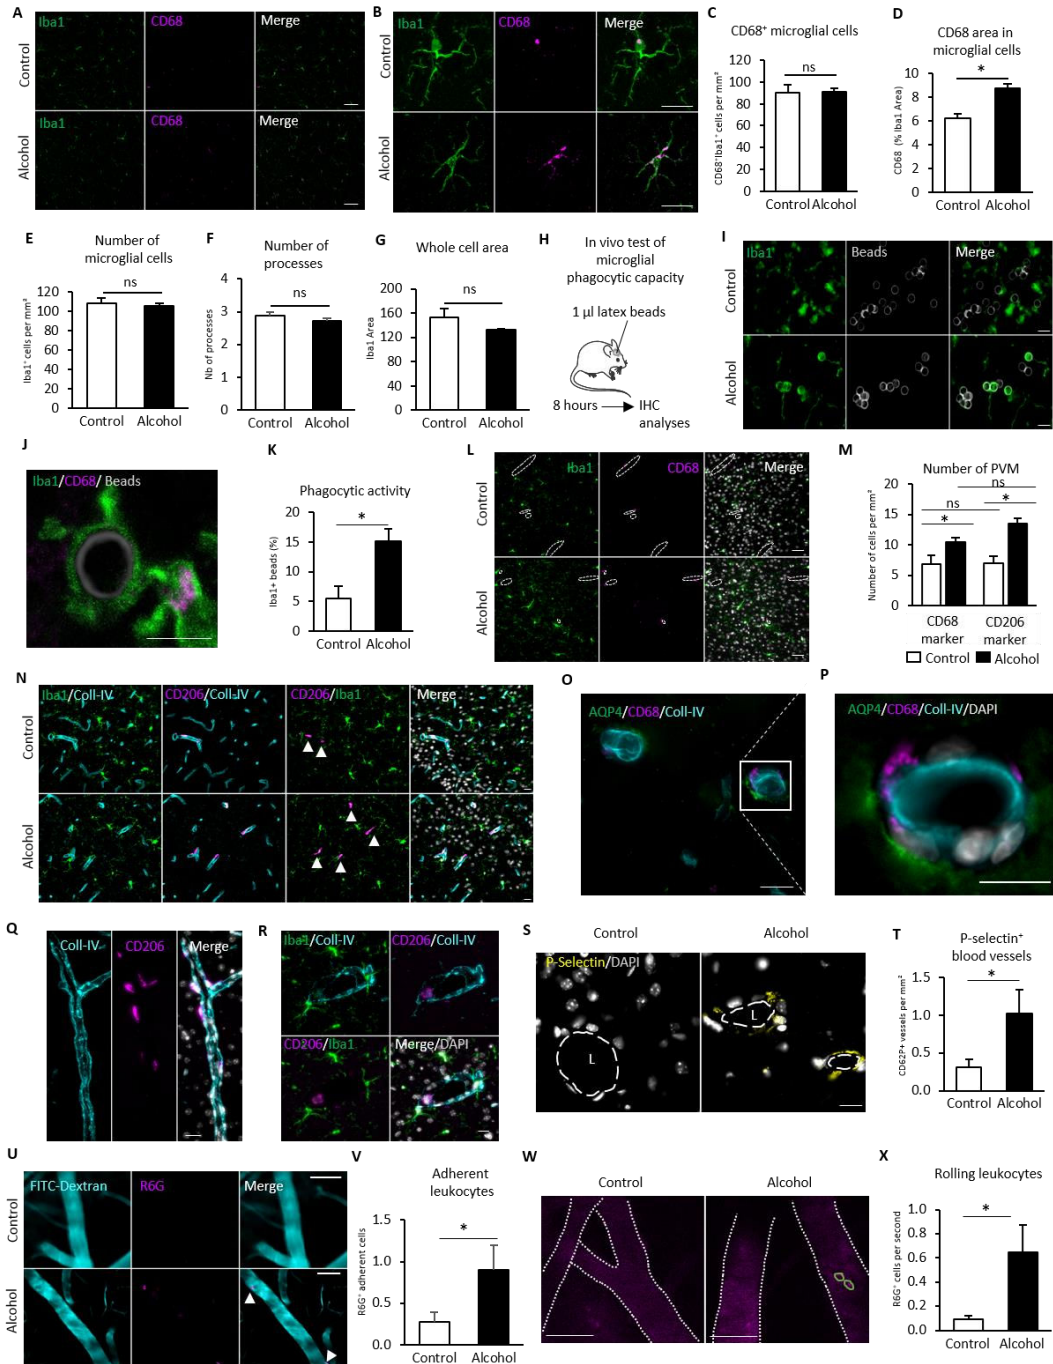 A
Iba1
CD68
Merge
Control
Iba1
CD68
Merge
Alcohol
B
Iba1
CD68
Merge
Control
Alcohol
C
CD68⁺ microglial cells
ns
120
100
80
60
40
20
0
CD68⁺Iba1⁺ cells per mm²
Control Alcohol
D
CD68 area in
microglial cells
*
10
8
6
4
2
0
CD68 (% Iba1 Area)
Control Alcohol
E
Number of
microglial cells
ns
120
100
80
60
40
20
0
Iba1⁺ cells per mm²
Control Alcohol
F
Number of
processes
ns
4
3
2
1
0
Nb of processes
Control Alcohol
G
Whole cell area
ns
200
160
120
80
40
0
Iba1 Area
Control Alcohol
H
In vivo test of
microglial
phagocytic capacity
1 µl latex beads
8 hours
IHC
analyses
I
Iba1
Beads
Merge
Control
Alcohol
J
Iba1/CD68/ Beads
K
Phagocytic activity
*
20
15
10
5
0
Iba1+ beads (%)
Control Alcohol
L
Iba1
CD68
Merge
Control
Alcohol
M
Number of PVM
ns
ns
*
*
20
15
10
5
0
Number of cells per mm²
CD68
marker
CD206
marker
Control
Alcohol
N
Iba1/Coll-IV
CD206/Coll-IV
CD206/Iba1
Merge
Control
Alcohol
O
AQP4/CD68/Coll-IV
P
AQP4/CD68/Coll-IV/DAPI
Q
Coll-IV
CD206
Merge
R
Iba1/Coll-IV
CD206/Coll-IV
CD206/Iba1
Merge/DAPI
S
Control
Alcohol
P-Selectin/DAPI
L
L
T
P-selectin⁺
blood vessels
*
1.5
1.0
0.5
0.0
CD62P+ vessels per mm²
Control Alcohol
U
FITC-Dextran
R6G
Merge
Control
Alcohol
V
Adherent
leukocytes
*
1.5
1.0
0.5
0.0
R6G⁺ adherent cells
Control Alcohol
W
Control
Alcohol
X
Rolling leukocytes
*
1.0
0.8
0.6
0.4
0.2
0.0
R6G⁺ cells per second
Control Alcohol